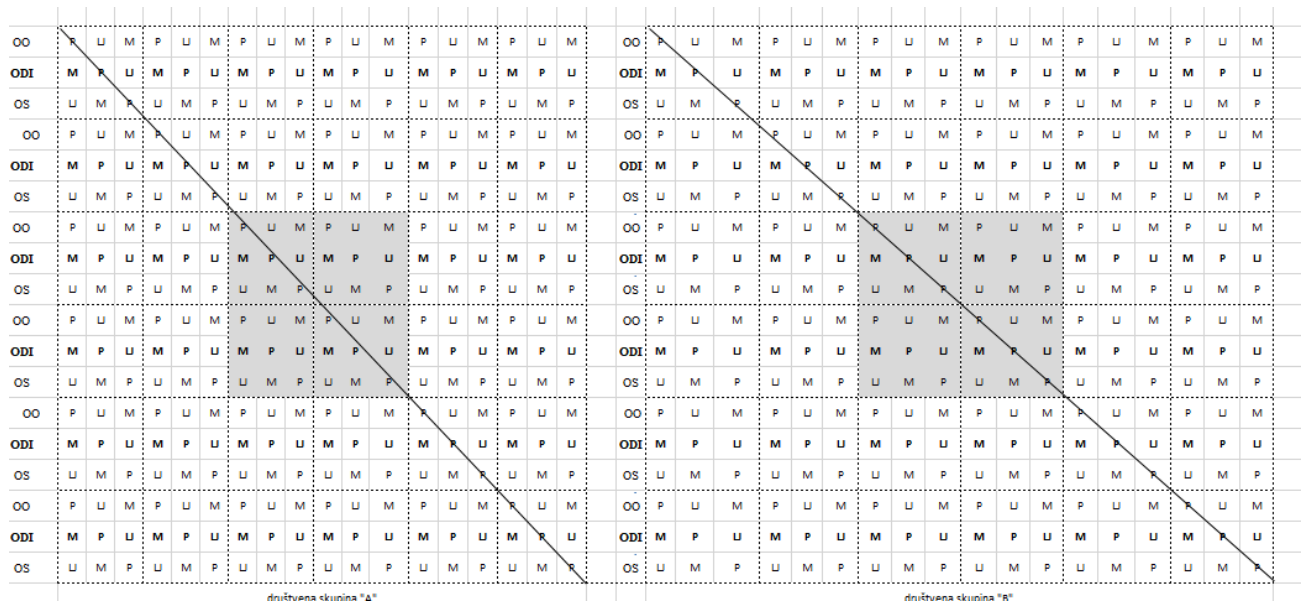 OO P U M P U M P U M P U M P U M P U M OO P U M P U M P U M P U M P U M P U M
ODI M P U M P U M P U M P U M P U M P U ODI M P U M P U M P U M P U M P U M P U
OS U M P U M P U M P U M P U M P U M P OS U M P U M P U M P U M P U M P U M P
OO P U M P U M P U M P U M P U M P U M OO P U M P U M P U M P U M P U M P U M
ODI M P U M P U M P U M P U M P U M P U ODI M P U M P U M P U M P U M P U M P U
OS U M P U M P U M P U M P U M P U M P OS U M P U M P U M P U M P U M P U M P
OO P U M P U M P U M P U M P U M P U M OO P U M P U M P U M P U M P U M P U M
ODI M P U M P U M P U M P U M P U M P U ODI M P U M P U M P U M P U M P U M P U
OS U M P U M P U M P U M P U M P U M P OS U M P U M P U M P U M P U M P U M P
OO P U M P U M P U M P U M P U M P U M OO P U M P U M P U M P U M P U M P U M
ODI M P U M P U M P U M P U M P U M P U ODI M P U M P U M P U M P U M P U M P U
OS U M P U M P U M P U M P U M P U M P OS U M P U M P U M P U M P U M P U M P
OO P U M P U M P U M P U M P U M P U M OO P U M P U M P U M P U M P U M P U M
ODI M P U M P U M P U M P U M P U M P U ODI M P U M P U M P U M P U M P U M P U
OS U M P U M P U M P U M P U M P U M P OS U M P U M P U M P U M P U M P U M P
OO P U M P U M P U M P U M P U M P U M OO P U M P U M P U M P U M P U M P U M
ODI M P U M P U M P U M P U M P U M P U ODI M P U M P U M P U M P U M P U M P U
OS U M P U M P U M P U M P U M P U M P OS U M P U M P U M P U M P U M P U M P
društvena skupina "A" društvena skupina "B"